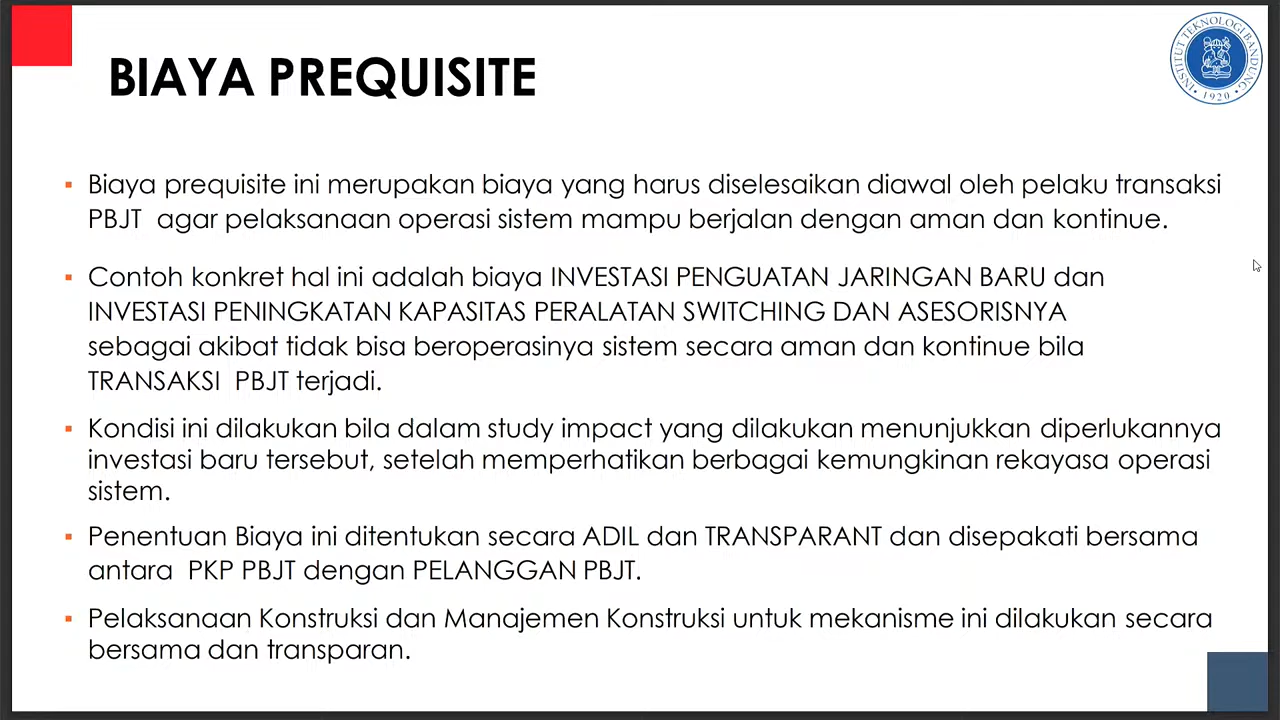 BIAYA PREQUISITE
INSTITUT TEKNOLOGI BANDUNG
1920
▪ Biaya prequisite ini merupakan biaya yang harus diselesaikan diawal oleh pelaku transaksi
PBJT agar pelaksanaan operasi sistem mampu berjalan dengan aman dan kontinue.
▪ Contoh konkret hal ini adalah biaya INVESTASI PENGUATAN JARINGAN BARU dan
INVESTASI PENINGKATAN KAPASITAS PERALATAN SWITCHING DAN ASESORISNYA
sebagai akibat tidak bisa beroperasinya sistem secara aman dan kontinue bila
TRANSAKSI PBJT terjadi.
▪ Kondisi ini dilakukan bila dalam study impact yang dilakukan menunjukkan diperlukannya
investasi baru tersebut, setelah memperhatikan berbagai kemungkinan rekayasa operasi
sistem.
▪ Penentuan Biaya ini ditentukan secara ADIL dan TRANSPARANT dan disepakati bersama
antara PKP PBJT dengan PELANGGAN PBJT.
▪ Pelaksanaan Konstruksi dan Manajemen Konstruksi untuk mekanisme ini dilakukan secara
bersama dan transparan.